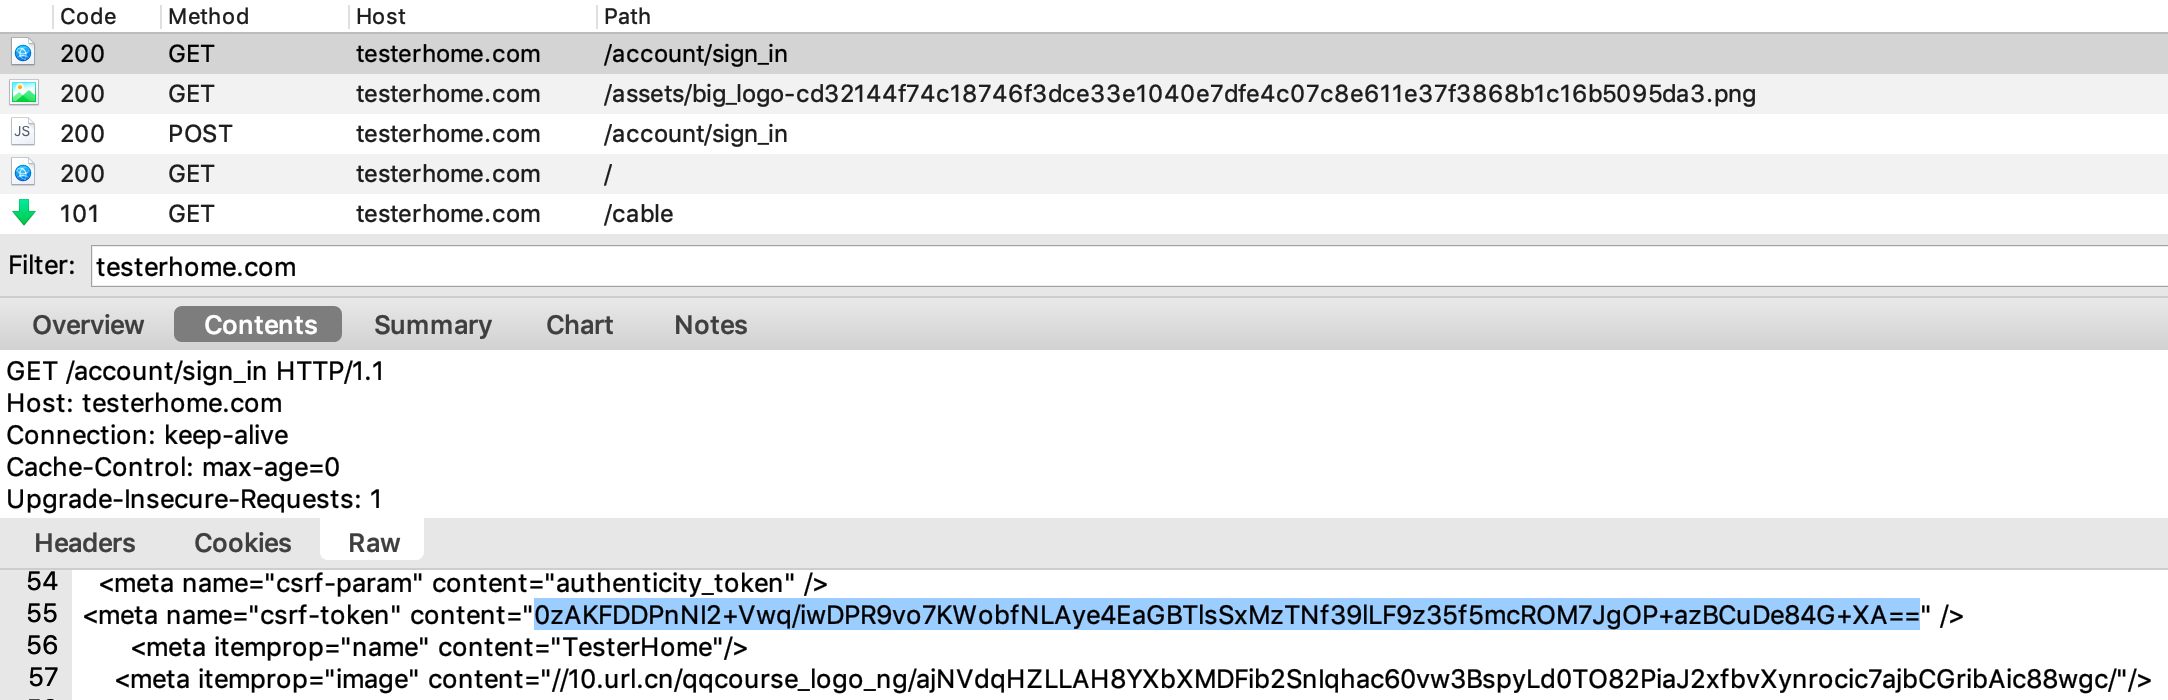 Code Method Host Path
200 GET testerhome.com /account/sign_in
200 GET testerhome.com /assets/big_logo-cd32144f74c18746f3dce33e1040e7dfe4c07c8e611e37f3868b1c16b5095da3.png
JS 200 POST testerhome.com /account/sign_in
200 GET testerhome.com /
101 GET testerhome.com /cable
Filter: testerhome.com
Overview Contents Summary Chart Notes
GET /account/sign_in HTTP/1.1
Host: testerhome.com
Connection: keep-alive
Cache-Control: max-age=0
Upgrade-Insecure-Requests: 1
Headers Cookies Raw
54 <meta name="csrf-param" content="authenticity_token" />
55 <meta name="csrf-token" content="0zAKFDDPnNI2+Vwq/iwDPR9vo7KWobfNLAye4EaGBTlsSxMzTNf39lLF9z35f5mcROM7JgOP+azBCuDe84G+XA==" />
56 <meta itemprop="name" content="TesterHome"/>
57 <meta itemprop="image" content="//10.url.cn/qqcourse_logo_ng/ajNVdqHZLLAH8YXbXMDFib2SnIqhac60vw3BspyLd0TO82PiaJ2xfbvXynrocic7ajbCGribAic88wgc/"/>